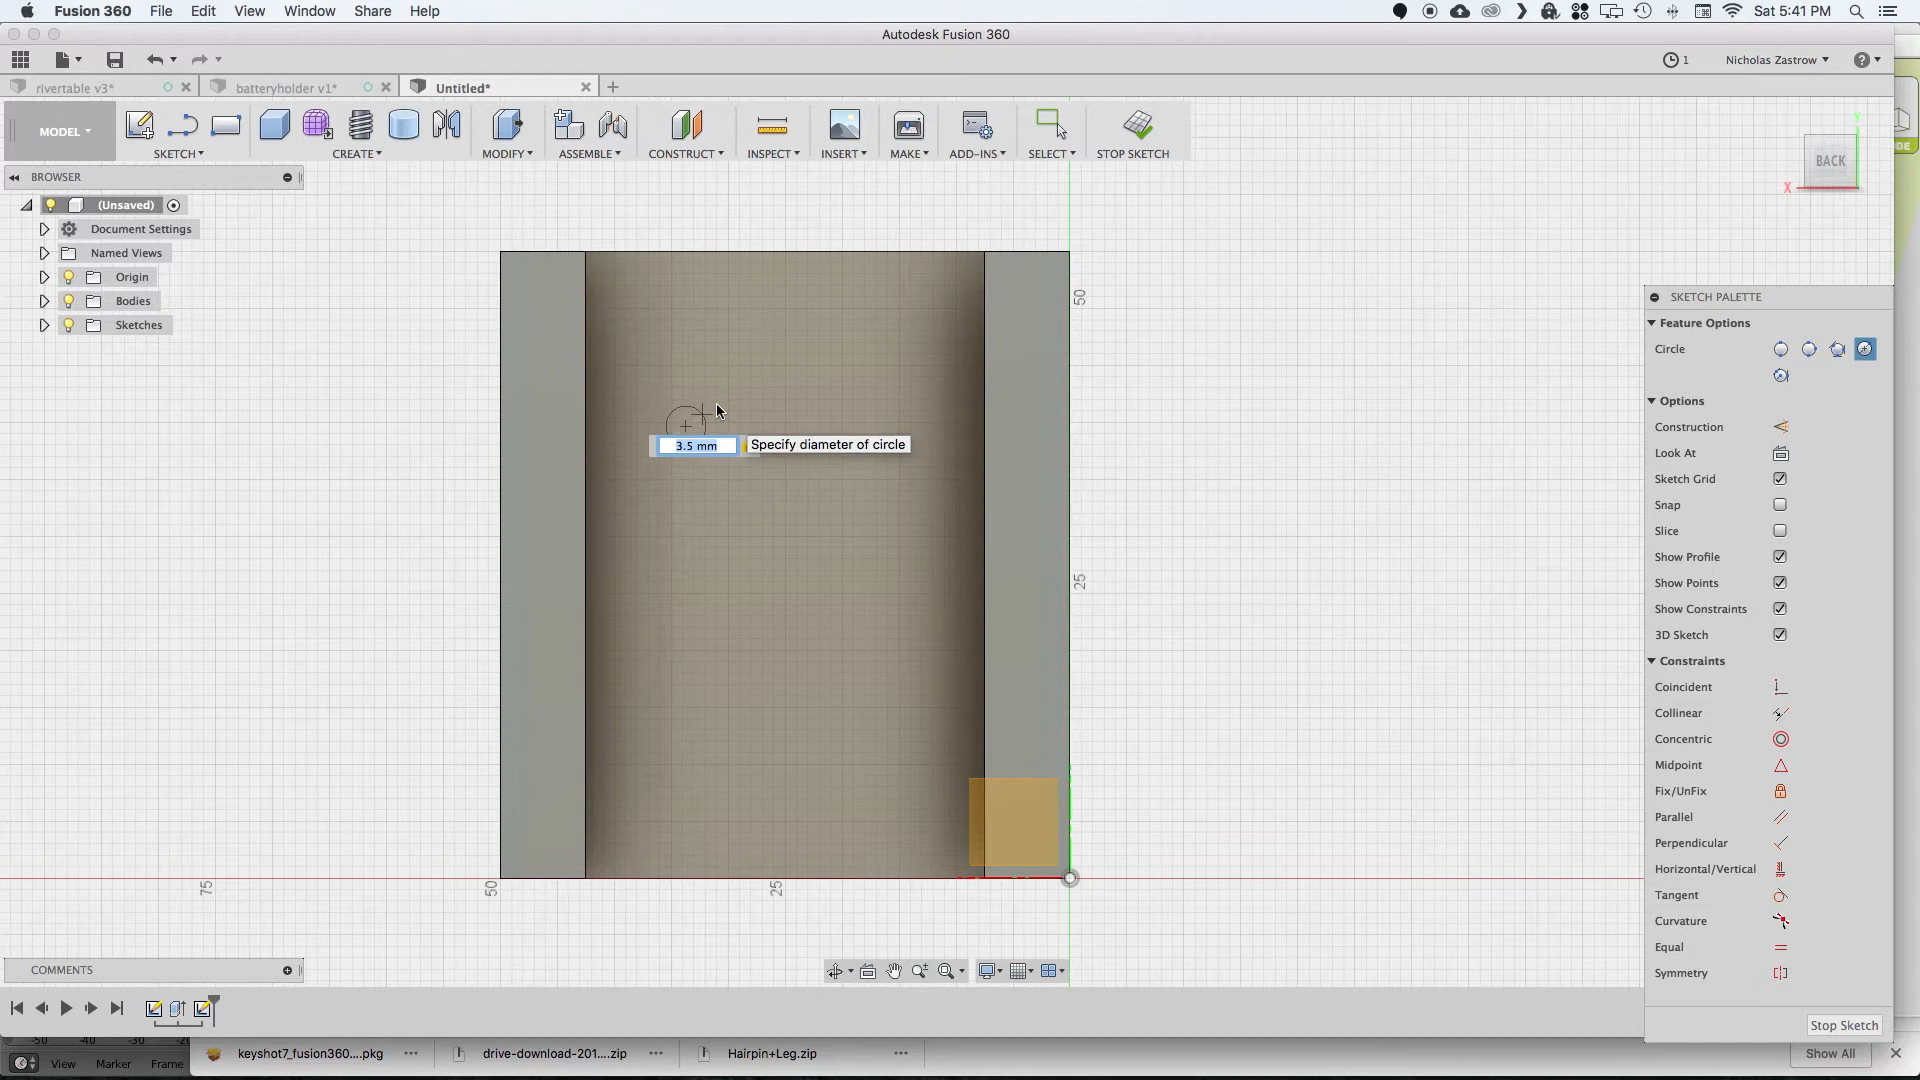 Fusion 360 File Edit View Window Share Help
Sat 5:41 PM
Autodesk Fusion 360
1 Nicholas Zastrow
rivertable v3* batteryholder v1* Untitled*
MODEL
SKETCH CREATE MODIFY ASSEMBLE CONSTRUCT INSPECT INSERT MAKE ADD-INS SELECT STOP SKETCH
BROWSER
(Unsaved)
Document Settings
Named Views
Origin
Bodies
Sketches
Y
BACK
X
50
25
50
25
75
3.5 mm
Specify diameter of circle
SKETCH PALETTE
Feature Options
Circle
Options
Construction
Look At
Sketch Grid
Snap
Slice
Show Profile
Show Points
Show Constraints
3D Sketch
Constraints
Coincident
Collinear
Concentric
Midpoint
Fix/UnFix
Parallel
Perpendicular
Horizontal/Vertical
Tangent
Curvature
Equal
Symmetry
Stop Sketch
COMMENTS
-50 -40 -30
View Marker Frame
keyshot7_fusion360....pkg
drive-download-201....zip
Hairpin+Leg.zip
Show All